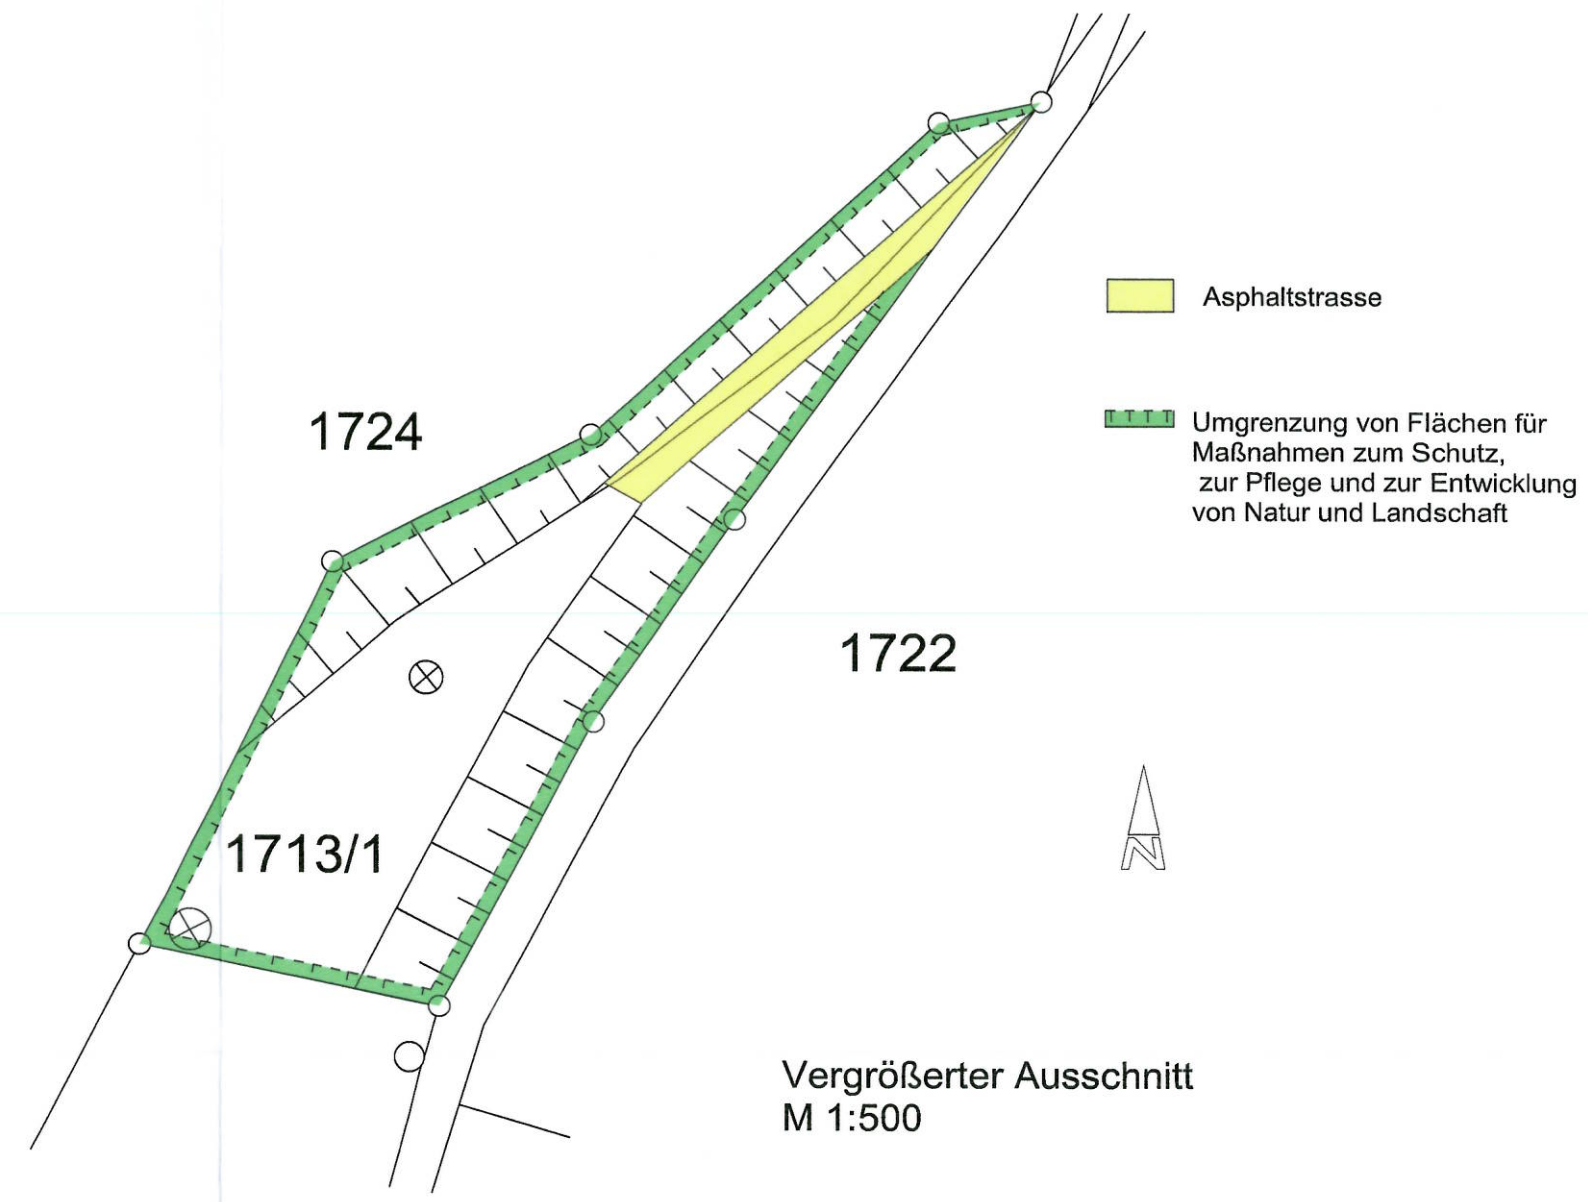 Asphaltstrasse
1724
Umgrenzung von Flächen für
Maßnahmen zum Schutz,
zur Pflege und zur Entwicklung
von Natur und Landschaft
1722
1713/1
N
Vergrößerter Ausschnitt
M 1:500